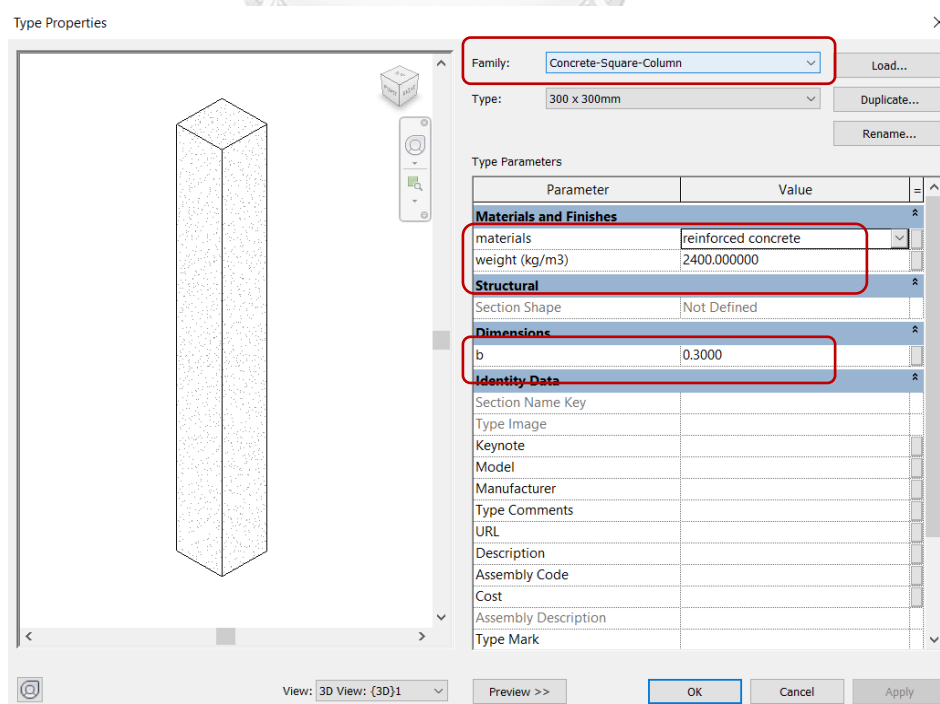 Type Properties
Family: Concrete-Square-Column Load...
Type: 300 x 300mm Duplicate...
Rename...
Type Parameters
Parameter Value =
Materials and Finishes
materials reinforced concrete
weight (kg/m3) 2400.000000
Structural
Section Shape Not Defined
Dimensions
b 0.3000
Identity Data
Section Name Key
Type Image
Keynote
Model
Manufacturer
Type Comments
URL
Description
Assembly Code
Cost
Assembly Description
Type Mark
View: 3D View: {3D}1 Preview >> OK Cancel Apply